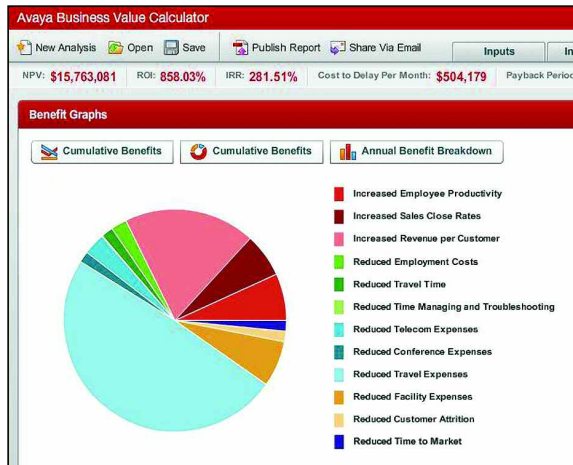 Avaya Business Value Calculator
New Analysis Open Save Publish Report Share Via Email Inputs In
NPV: $15,763,081 ROI: 858.03% IRR: 281.51% Cost to Delay Per Month: $504,179 Payback Period
Benefit Graphs
Cumulative Benefits Cumulative Benefits Annual Benefit Breakdown
Increased Employee Productivity
Increased Sales Close Rates
Increased Revenue per Customer
Reduced Employment Costs
Reduced Travel Time
Reduced Time Managing and Troubleshooting
Reduced Telecom Expenses
Reduced Conference Expenses
Reduced Travel Expenses
Reduced Facility Expenses
Reduced Customer Attrition
Reduced Time to Market